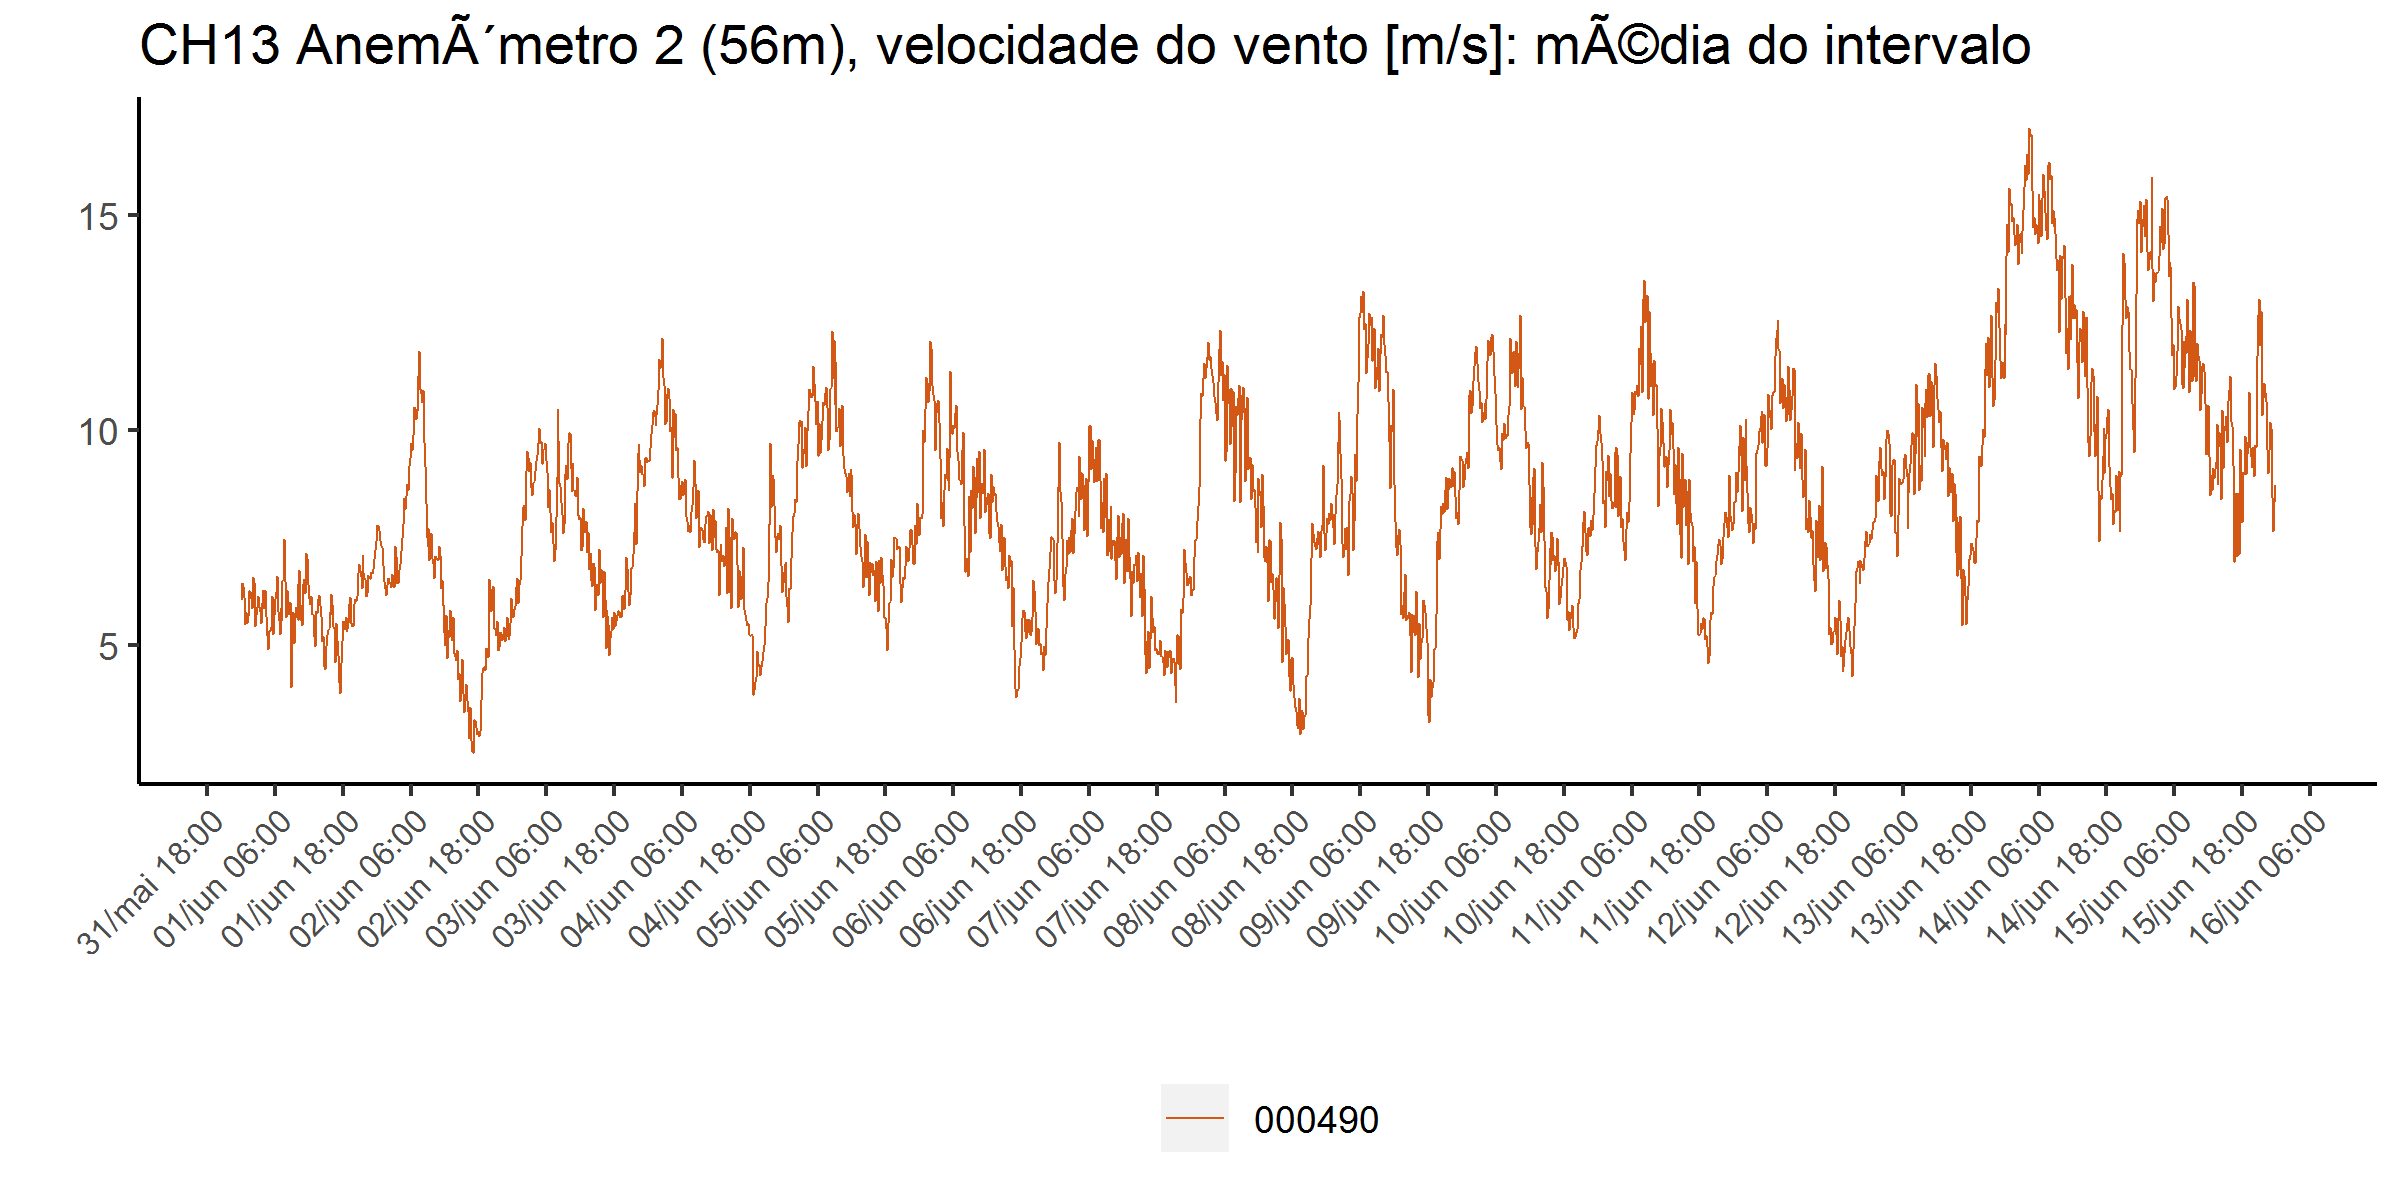 CH13 AnemÃ´metro 2 (56m), velocidade do vento [m/s]: mÃ©dia do intervalo
15
10
5
31/mai 18:00
01/jun 06:00
01/jun 18:00
02/jun 06:00
02/jun 18:00
03/jun 06:00
03/jun 18:00
04/jun 06:00
04/jun 18:00
05/jun 06:00
05/jun 18:00
06/jun 06:00
06/jun 18:00
07/jun 06:00
07/jun 18:00
08/jun 06:00
08/jun 18:00
09/jun 06:00
09/jun 18:00
10/jun 06:00
10/jun 18:00
11/jun 06:00
11/jun 18:00
12/jun 06:00
12/jun 18:00
13/jun 06:00
13/jun 18:00
14/jun 06:00
14/jun 18:00
15/jun 06:00
15/jun 18:00
16/jun 06:00
000490